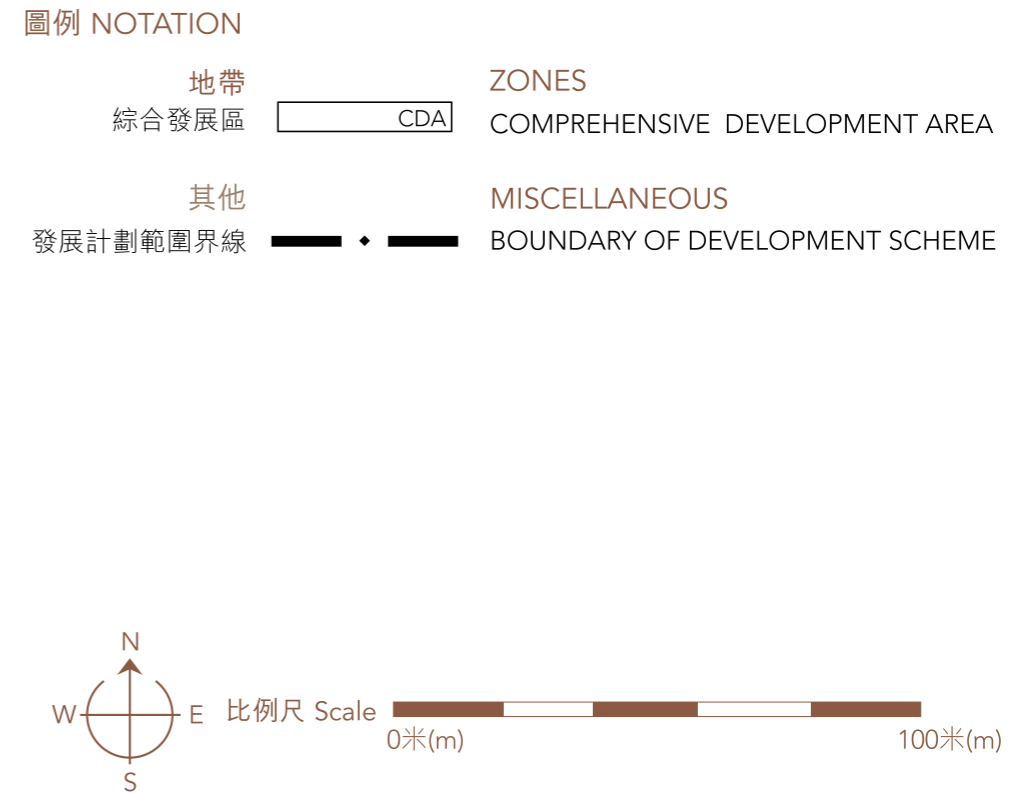 圖例 NOTATION
地帶 ZONES
綜合發展區 CDA COMPREHENSIVE DEVELOPMENT AREA
其他 MISCELLANEOUS
發展計劃範圍界線 BOUNDARY OF DEVELOPMENT SCHEME
N
W E 比例尺 Scale
0米(m) 100米(m)
S